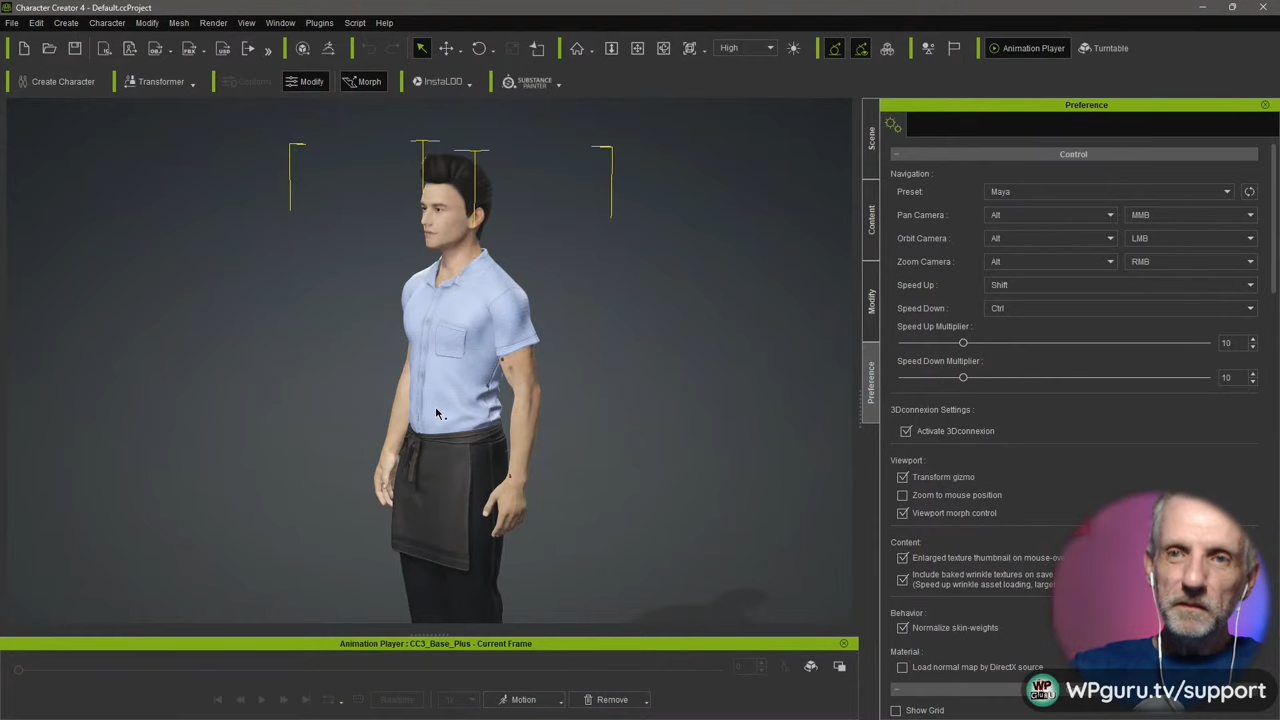 Character Creator 4 - Default.ccProject
File Edit Create Character Modify Mesh Render Create View Window Plugins Script Help
High
Animation Player
Turntable
Create Character
Transformer
Conform
Modify
Morph
InstaLOD
SUBSTANCE PAINTER
Scene
Content
Modify
Preference
Preference
Control
Navigation :
Preset: Maya
Pan Camera : Alt MMB
Orbit Camera : Alt LMB
Zoom Camera : Alt RMB
Speed Up : Shift
Speed Down : Ctrl
Speed Up Multiplier :
10
Speed Down Multiplier :
10
3Dconnexion Settings :
Activate 3Dconnexion
Viewport :
Transform gizmo
Zoom to mouse position
Viewport morph control
Content:
Enlarged texture thumbnail on mouse-ov
Include baked wrinkle textures on save
(Speed up wrinkle asset loading, large
Behavior :
Normalize skin-weights
Material :
Load normal map by DirectX source
Show Grid
Animation Player : CC3_Base_Plus - Current Frame
0
Realtime
1x
Motion
Remove
WP
WPguru.tv/support